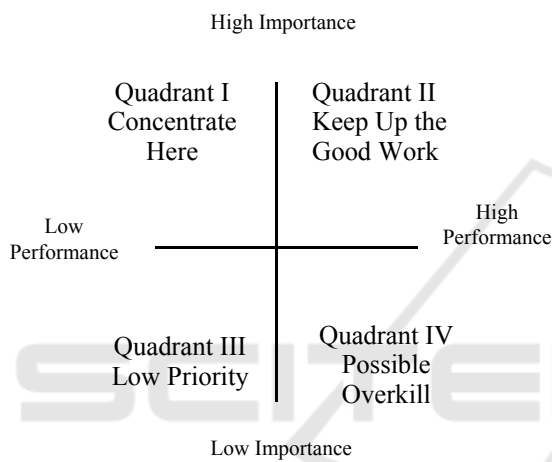 High Importance
Quadrant I
Concentrate
Here
Quadrant II
Keep Up the
Good Work
Low
Performance
High
Performance
Quadrant III
Low Priority
Quadrant IV
Possible
Overkill
Low Importance
SCITE